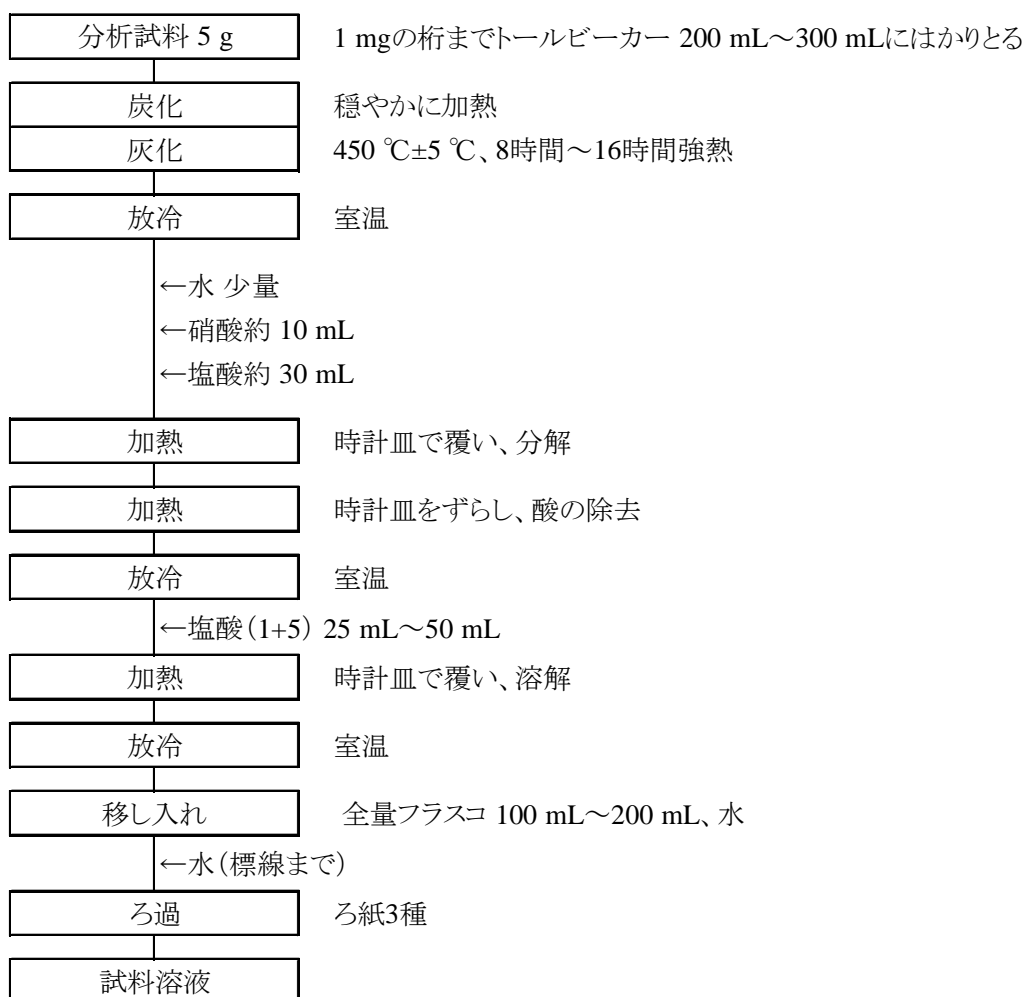 分析試料 5 g 1 mgの桁までトールビーカー 200 mL～300 mLにはかりとる
炭化 穏やかに加熱
灰化 450 ℃±5 ℃、8時間～16時間強熱
放冷 室温
←水 少量
←硝酸約 10 mL
←塩酸約 30 mL
加熱 時計皿で覆い、分解
加熱 時計皿をずらし、酸の除去
放冷 室温
←塩酸（1+5） 25 mL～50 mL
加熱 時計皿で覆い、溶解
放冷 室温
移し入れ 全量フラスコ 100 mL～200 mL、水
←水（標線まで）
ろ過 ろ紙3種
試料溶液